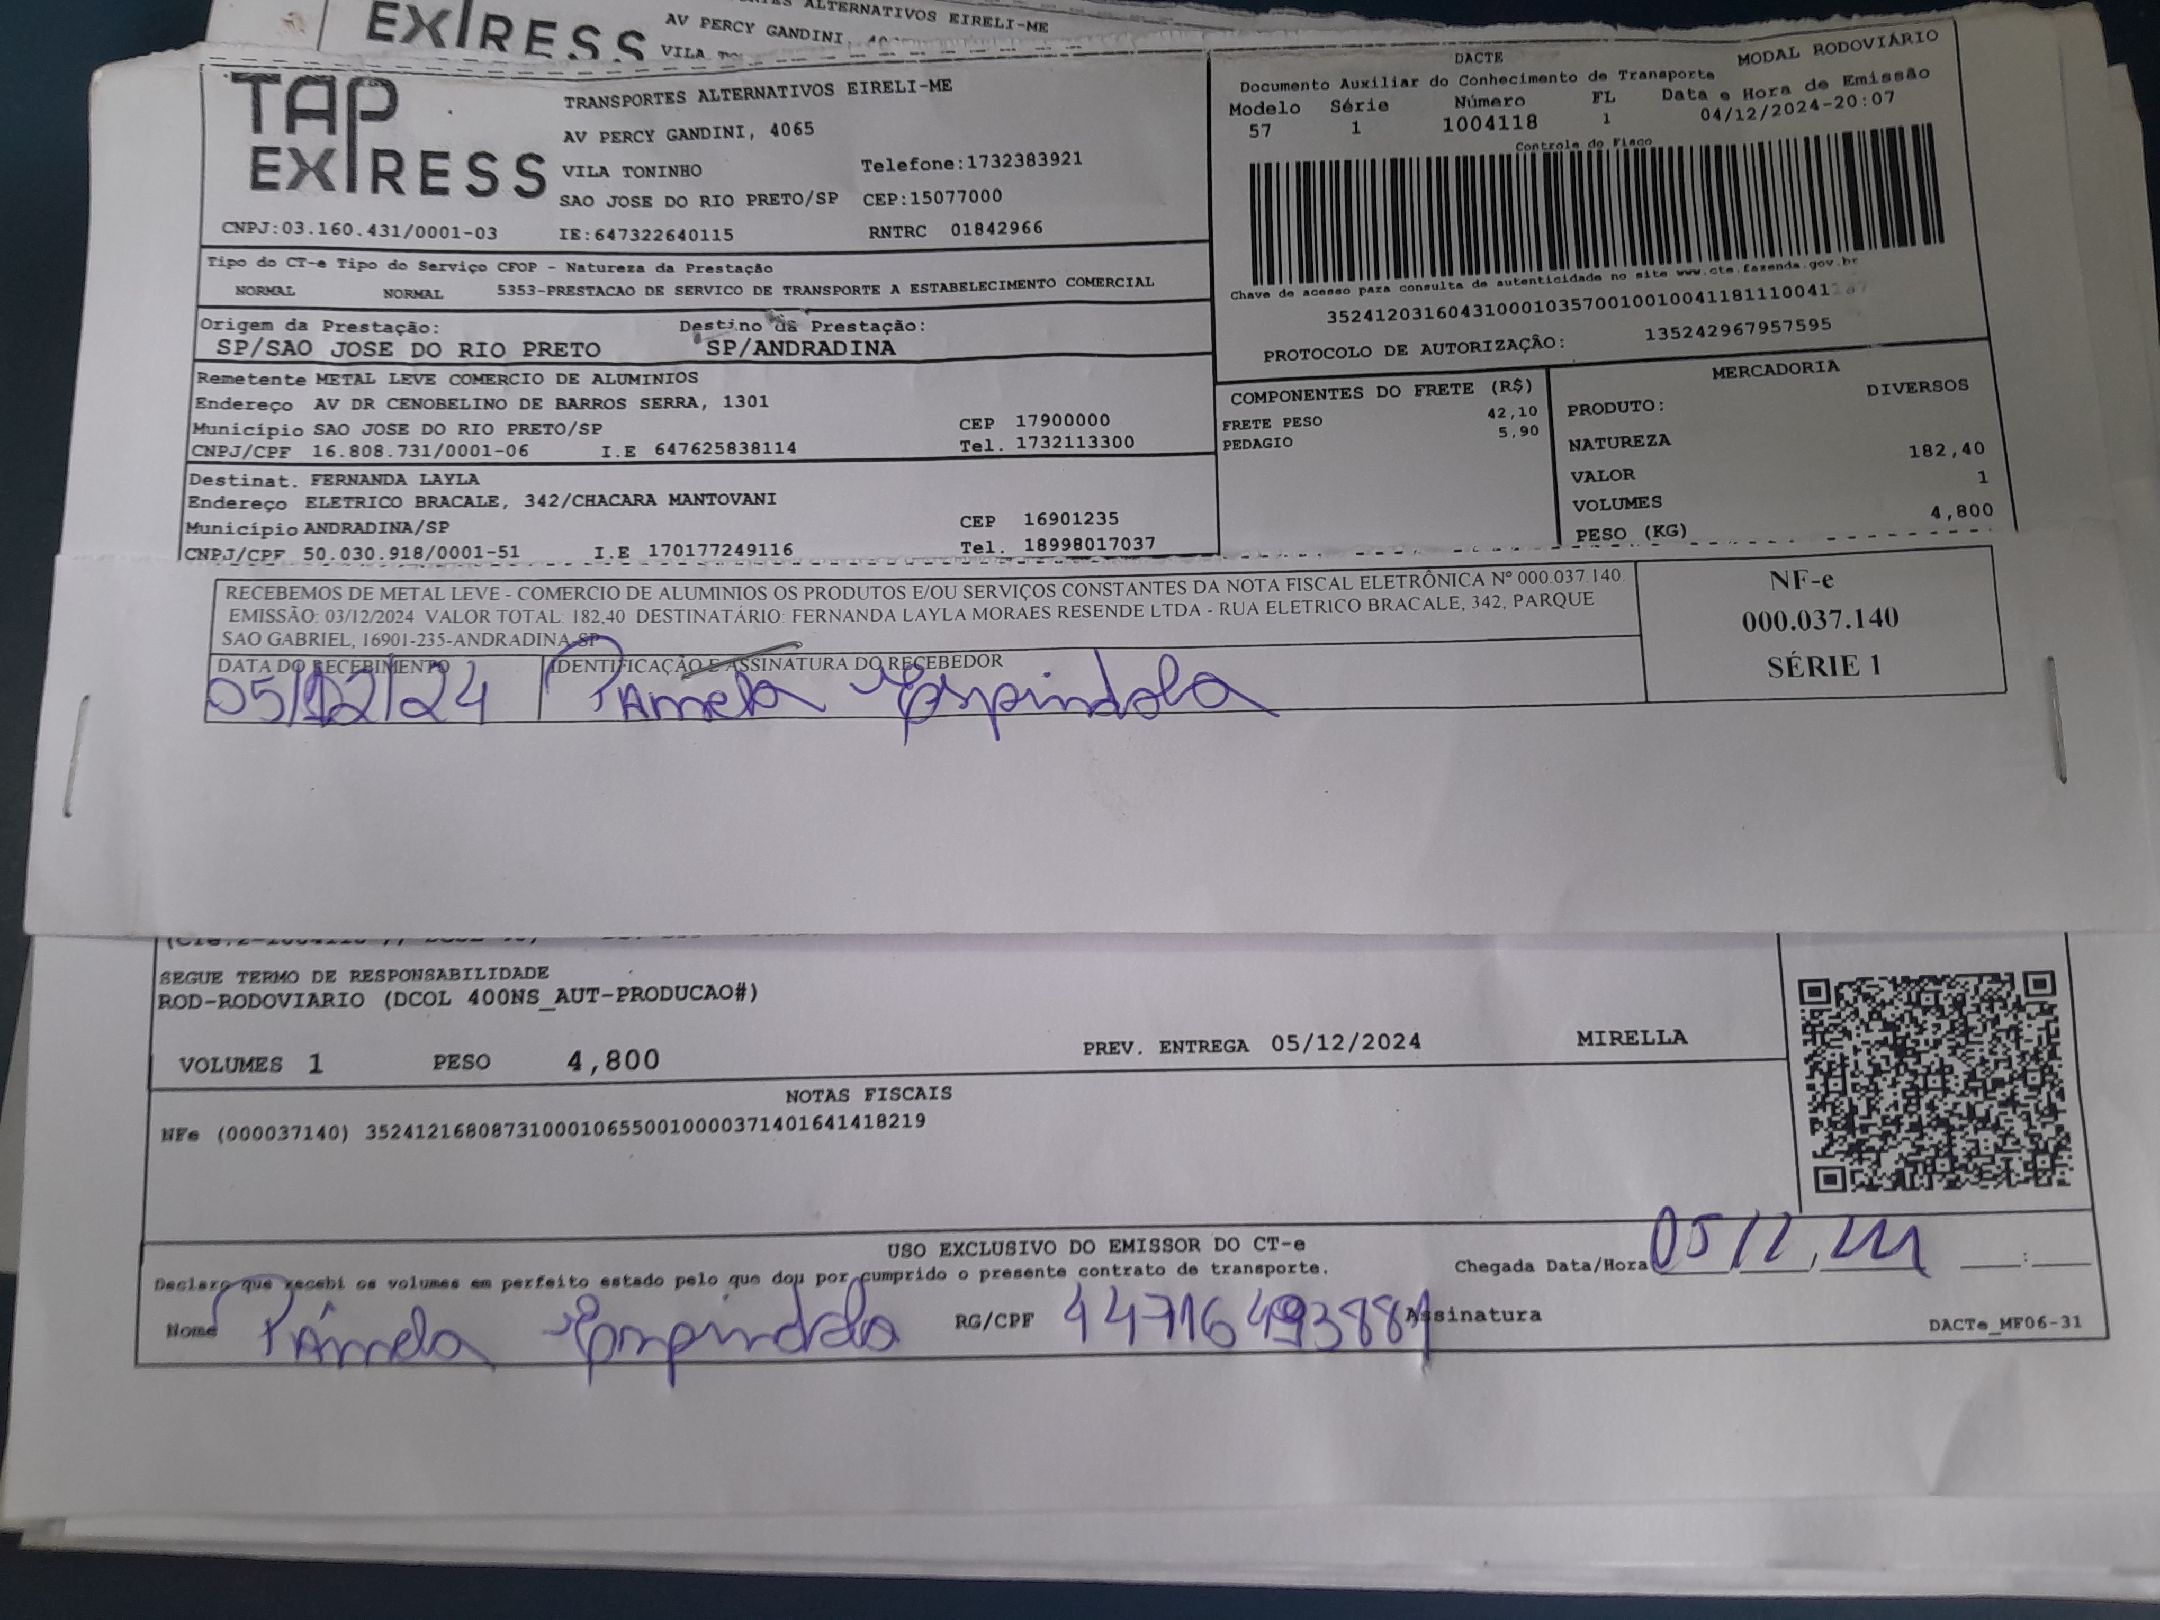 EXPRESS
ALTERNATIVOS EIRELI-ME
AV PERCY GANDINI,
VILA
TAP
EXPRESS
TRANSPORTES ALTERNATIVOS EIRELI-ME
AV PERCY GANDINI, 4065
VILA TONINHO Telefone:1732383921
SAO JOSE DO RIO PRETO/SP CEP:15077000
CNPJ:03.160.431/0001-03 IE:647322640115 RNTRC 01842966
DACTE MODAL RODOVIÁRIO
Documento Auxiliar do Conhecimento de Transporte
Modelo Série Número FL Data e Hora de Emissão
57 1 1004118 1 04/12/2024-20:07
Controle do Fisco
Chave de acesso para consulta de autenticidade no site www.cte.fazenda.gov.br
PROTOCOLO DE AUTORIZAÇÃO: 135242967957595
Tipo do CT-e Tipo do Serviço CFOP - Natureza da Prestação
NORMAL NORMAL 5353-PRESTACAO DE SERVICO DE TRANSPORTE A ESTABELECIMENTO COMERCIAL
Origem da Prestação: Destino da Prestação:
SP/SAO JOSE DO RIO PRETO SP/ANDRADINA
Remetente METAL LEVE COMERCIO DE ALUMINIOS
Endereço AV DR CENOBELINO DE BARROS SERRA, 1301
Município SAO JOSE DO RIO PRETO/SP CEP 17900000
CNPJ/CPF 16.808.731/0001-06 I.E 647625838114 Tel. 1732113300
Destinat. FERNANDA LAYLA
Endereço ELETRICO BRACALE, 342/CHACARA MANTOVANI
Município ANDRADINA/SP CEP 16901235
CNPJ/CPF 50.030.918/0001-51 I.E 170177249116 Tel. 18998017037
COMPONENTES DO FRETE (R$)
FRETE PESO 42,10
PEDAGIO 5,90
MERCADORIA
PRODUTO: DIVERSOS
NATUREZA
VALOR 182,40
VOLUMES 1
PESO (KG) 4,800
RECEBEMOS DE METAL LEVE - COMERCIO DE ALUMINIOS OS PRODUTOS E/OU SERVIÇOS CONSTANTES DA NOTA FISCAL ELETRÔNICA Nº 000.037.140.
EMISSÃO: 03/12/2024 VALOR TOTAL: 182,40 DESTINATÁRIO: FERNANDA LAYLA MORAES RESENDE LTDA - RUA ELETRICO BRACALE, 342, PARQUE
SAO GABRIEL, 16901-235-ANDRADINA-SP
DATA DO RECEBIMENTO IDENTIFICAÇÃO E ASSINATURA DO RECEBEDOR
05/12/24 Pâmela Espindola
NF-e
000.037.140
SÉRIE 1
SEGUE TERMO DE RESPONSABILIDADE
ROD-RODOVIARIO (DCOL 400NS_AUT-PRODUCAO#)
VOLUMES 1 PESO 4,800 PREV. ENTREGA 05/12/2024 MIRELLA
NOTAS FISCAIS
NFe (000037140) 35241216808731000106550010000371401641418219
USO EXCLUSIVO DO EMISSOR DO CT-e
Declaro que recebi os volumes em perfeito estado pelo que dou por cumprido o presente contrato de transporte.
Chegada Data/Hora 05/12
Nome Pâmela Espindola RG/CPF 44716493881 Assinatura
DACTe_MF06-31